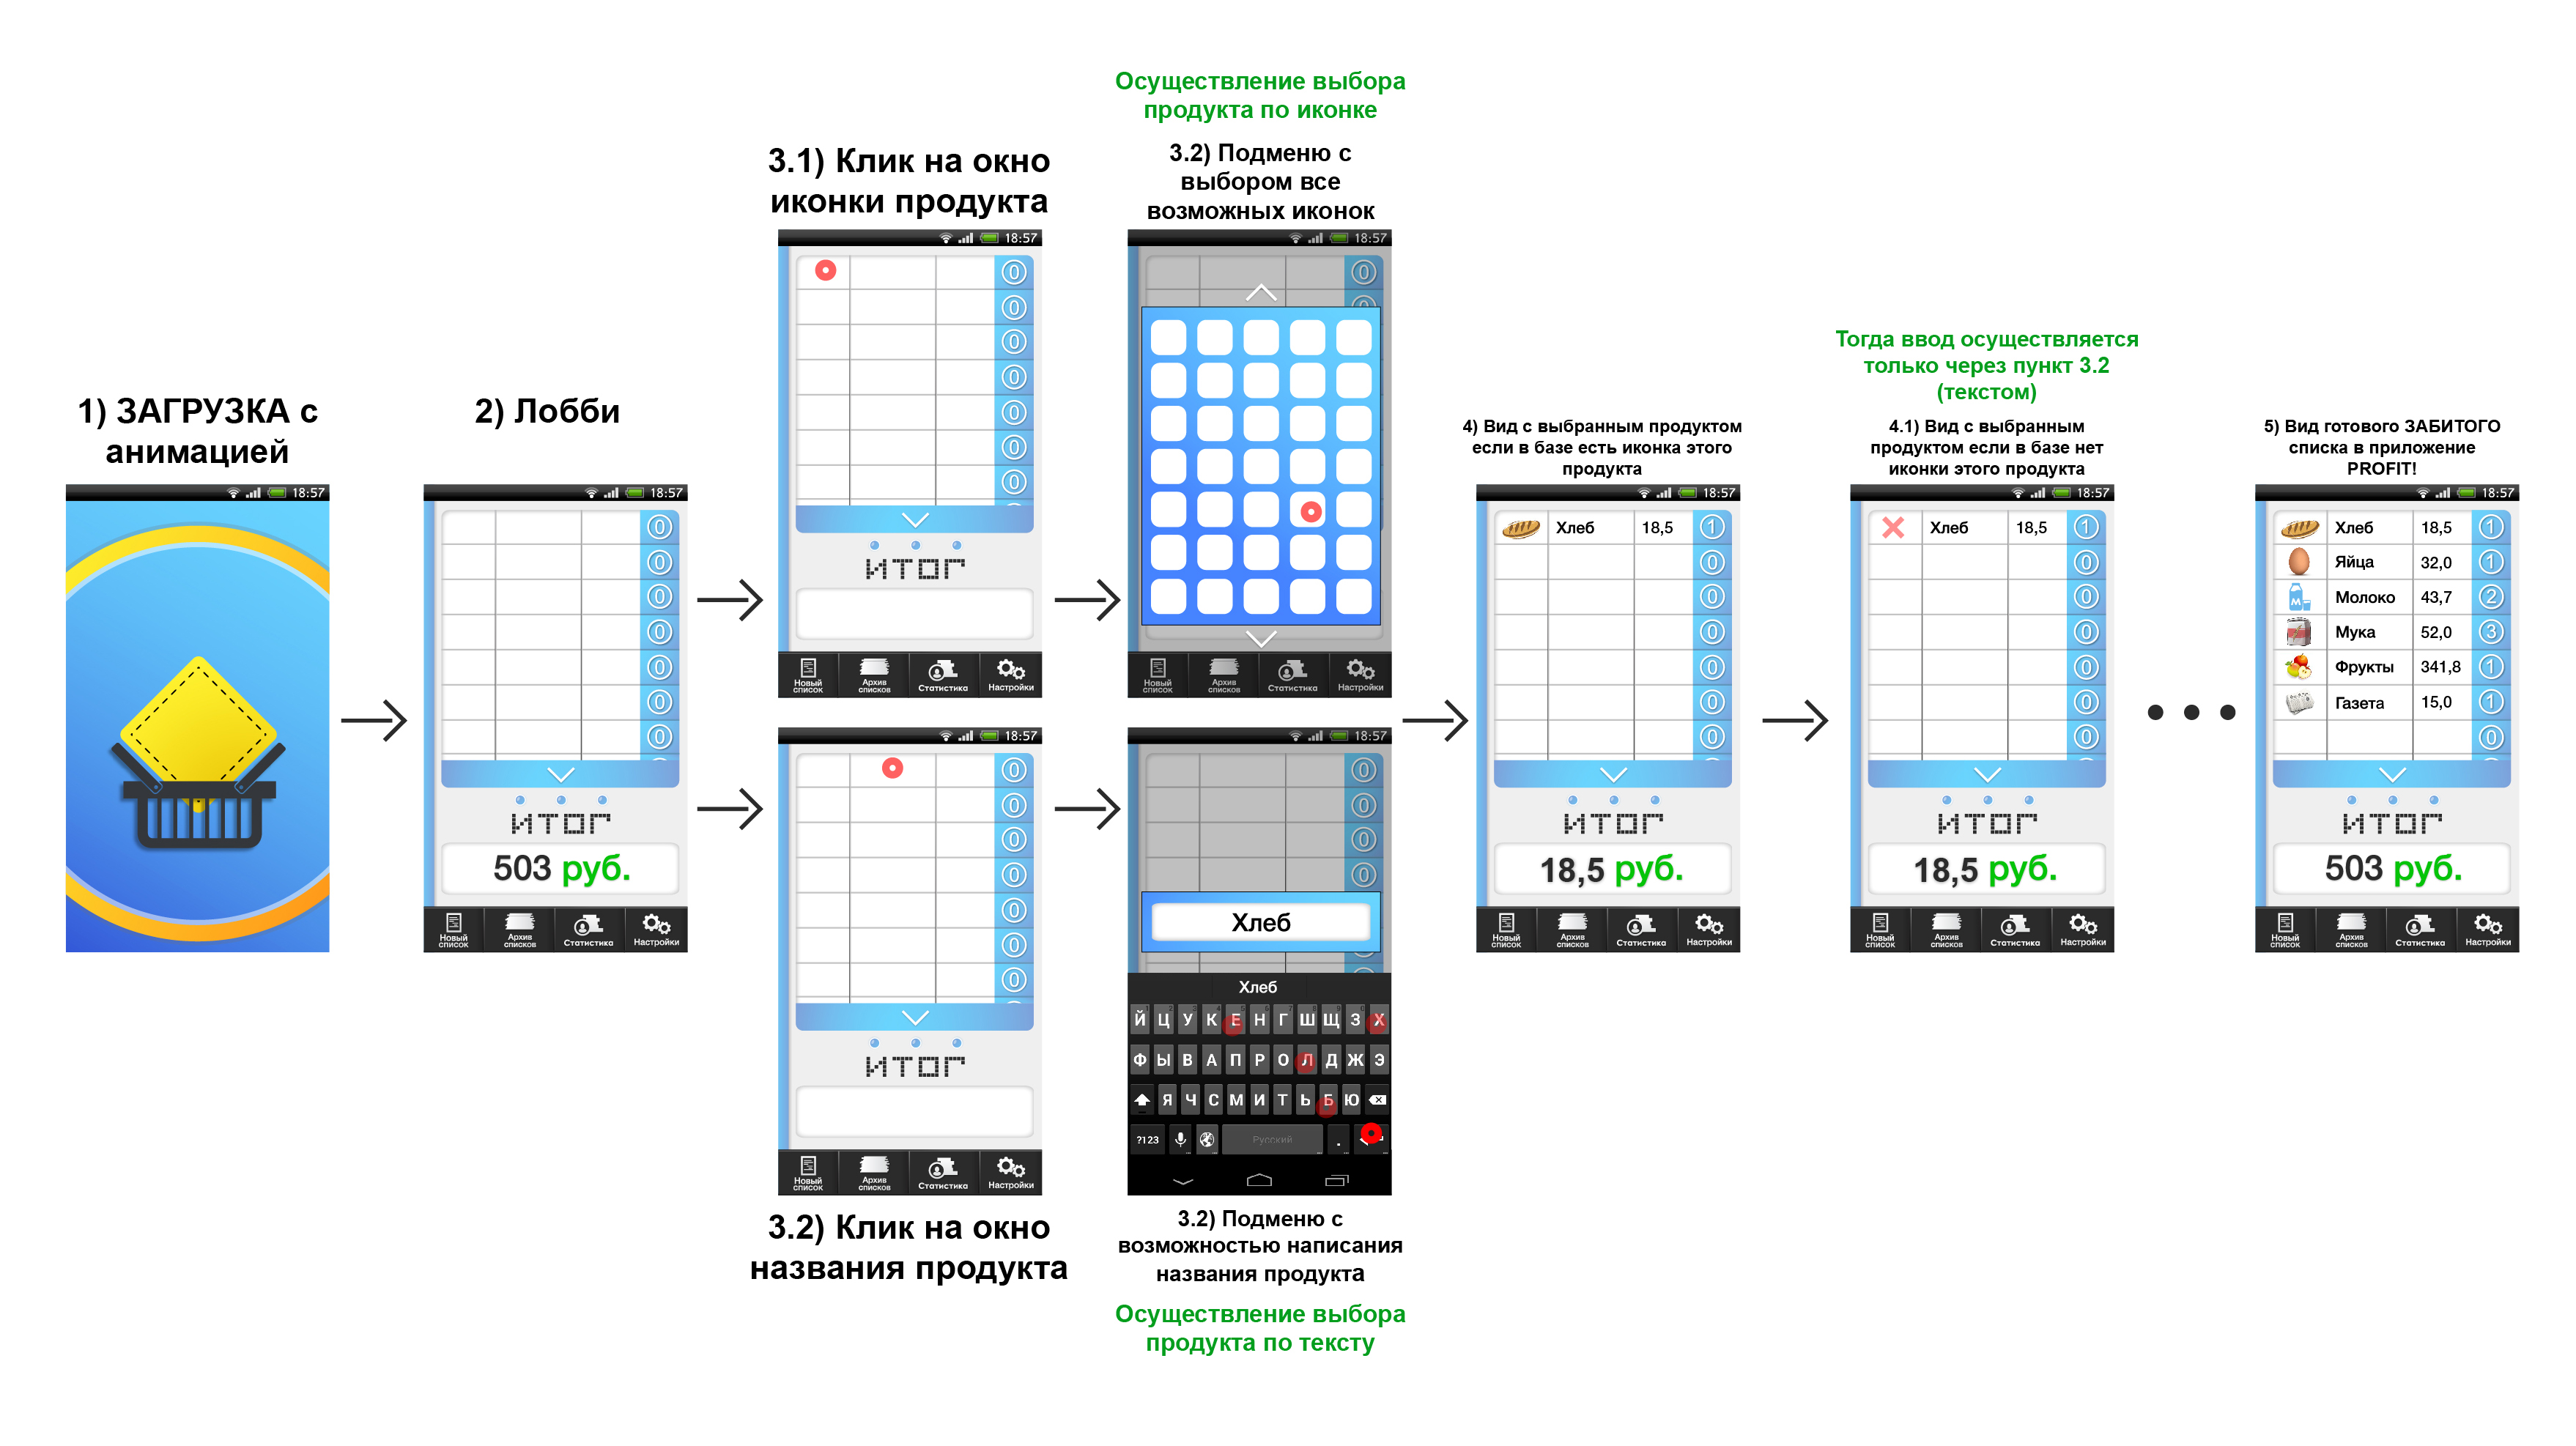 1) ЗАГРУЗКА с
анимацией
18:57
2) Лобби
18:57
0
0
0
0
0
0
0
итог
503 руб.
Новый
список
Архив
списков
Статистика
Настройки
3.1) Клик на окно
иконки продукта
18:57
0
0
0
0
0
0
0
итог
Новый
список
Архив
списков
Статистика
Настройки
Осуществление выбора
продукта по иконке
3.2) Подменю с
выбором все
возможных иконок
18:57
0
0
Новый
список
Архив
списков
Статистика
Настройки
18:57
0
0
0
0
0
0
0
итог
Новый
список
Архив
списков
Статистика
Настройки
3.2) Клик на окно
названия продукта
18:57
0
0
0
0
Хлеб
Хлеб
Й Ц У К Е Н Г Ш Щ З Х
Ф Ы В А П Р О Л Д Ж Э
Я Ч С М И Т Ь Б Ю
?123 Русский .
3.2) Подменю с
возможностью написания
названия продукта
Осуществление выбора
продукта по тексту
4) Вид с выбранным продуктом
если в базе есть иконка этого
продукта
18:57
Хлеб 18,5 1
0
0
0
0
0
0
итог
18,5 руб.
Новый
список
Архив
списков
Статистика
Настройки
Тогда ввод осуществляется
только через пункт 3.2
(текстом)
4.1) Вид с выбранным
продуктом если в базе нет
иконки этого продукта
18:57
Хлеб 18,5 1
0
0
0
0
0
0
итог
18,5 руб.
Новый
список
Архив
списков
Статистика
Настройки
5) Вид готового ЗАБИТОГО
списка в приложение
PROFIT!
18:57
Хлеб 18,5 1
Яйца 32,0 1
М Молоко 43,7 2
Мука 52,0 3
Фрукты 341,8 1
Газета 15,0 1
0
итог
503 руб.
Новый
список
Архив
списков
Статистика
Настройки